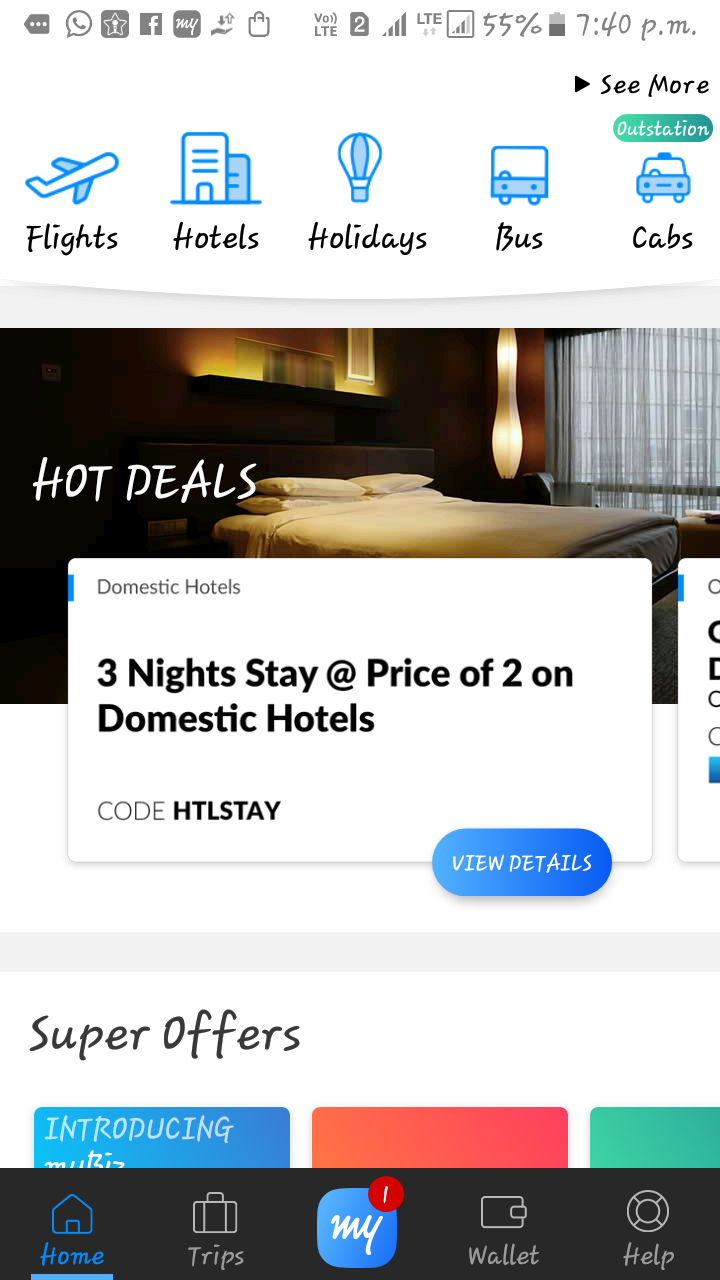 Vo)) LTE 2 LTE 55% 7:40 p.m.
See More
Outstation
Flights Hotels Holidays Bus Cabs
HOT DEALS
Domestic Hotels
3 Nights Stay @ Price of 2 on
Domestic Hotels
CODE HTLSTAY
VIEW DETAILS
Super Offers
INTRODUCING
myBiz
my 1
Home Trips Wallet Help